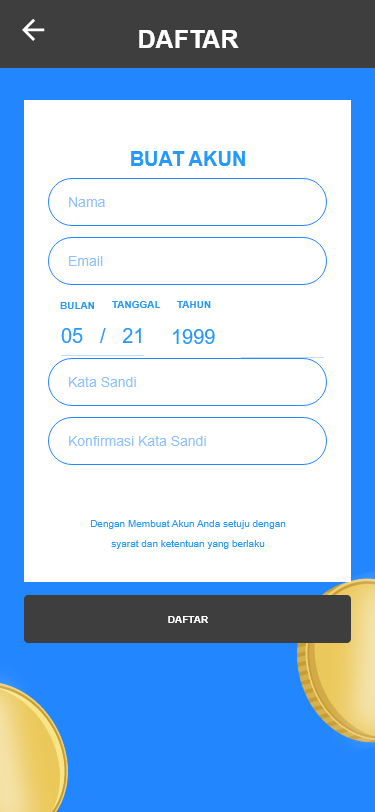 DAFTAR
BUAT AKUN
Nama
Email
BULAN TANGGAL TAHUN
05 / 21 1999
Kata Sandi
Konfirmasi Kata Sandi
Dengan Membuat Akun Anda setuju dengan
syarat dan ketentuan yang berlaku
DAFTAR